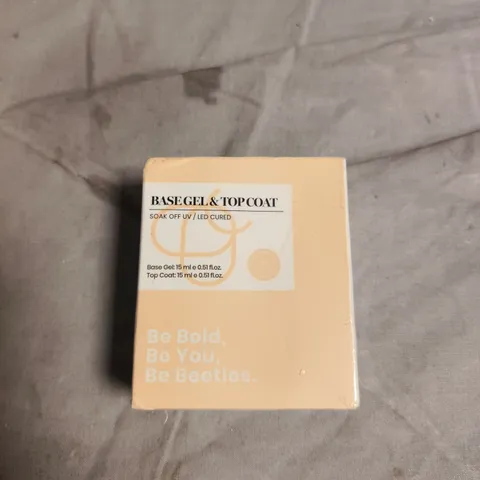 BASE GEL & TOP COAT
SOAK OFF UV / LED CURED
Base Gel: 15 ml e 0.51 fl.oz.
Top Coat: 15 ml e 0.51 fl.oz.
Be Bold,
Be You,
Be Beetles.